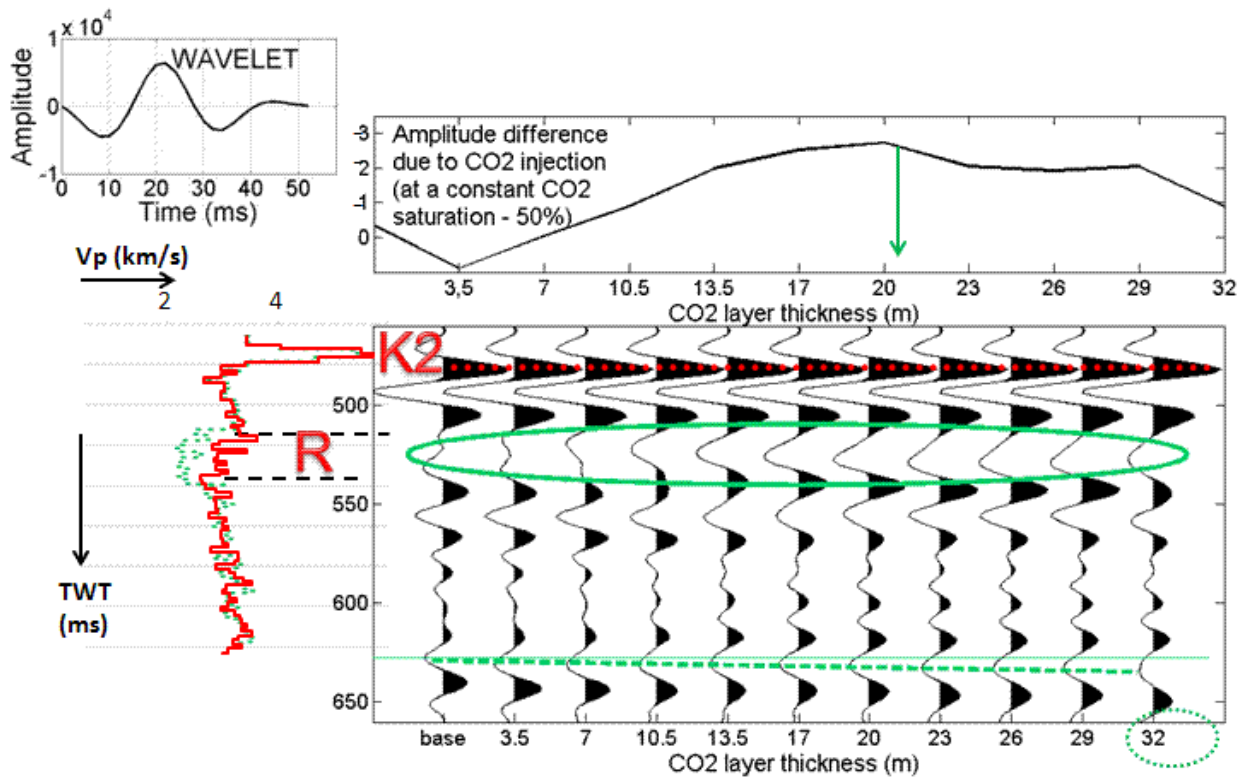 1 x 10^4
WAVELET
Amplitude
0
-1
0 10 20 30 40 50
Time (ms)
Amplitude difference
due to CO2 injection
(at a constant CO2
saturation - 50%)
-3
-2
-1
0
3,5 7 10.5 13.5 17 20 23 26 29 32
CO2 layer thickness (m)
Vp (km/s)
2 4
K2
R
TWT
(ms)
500
550
600
650
base 3.5 7 10.5 13.5 17 20 23 26 29 32
CO2 layer thickness (m)